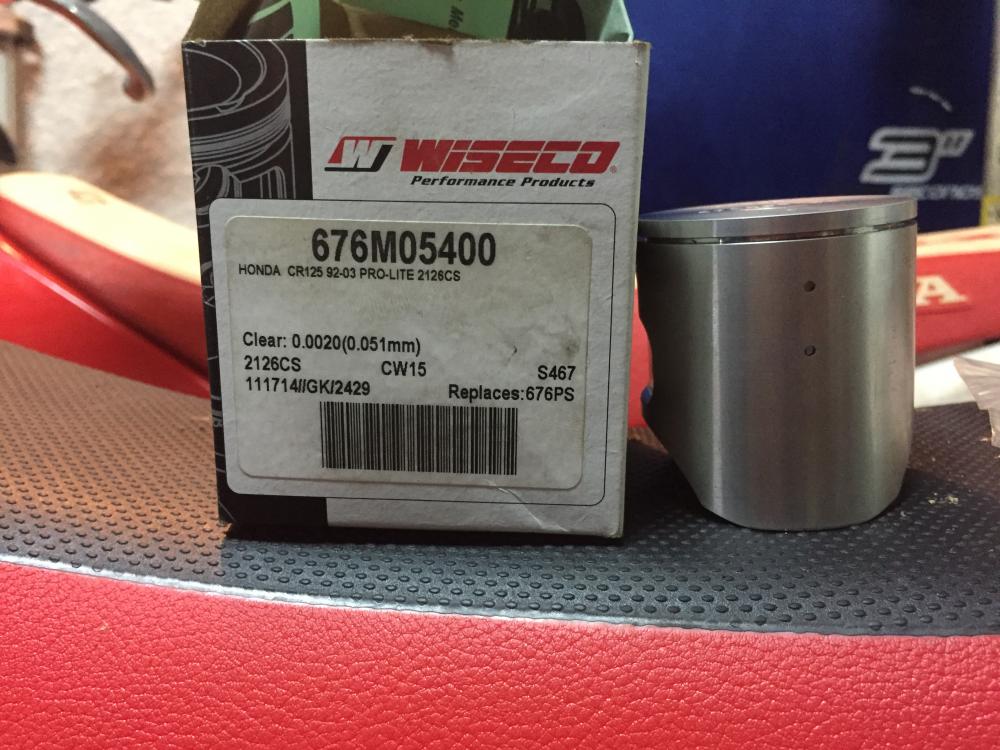 W WISECO
Performance Products
676M05400
HONDA CR125 92-03 PRO-LITE 2126CS
Clear: 0.0020(0.051mm)
2126CS CW15 S467
111714//GK/2429 Replaces:676PS
3"